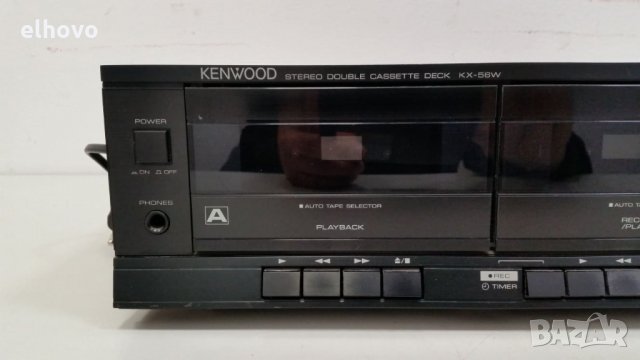 elhovo
KENWOOD STEREO DOUBLE CASSETTE DECK KX-56W
POWER
ON OFF
PHONES
A
AUTO TAPE SELECTOR
PLAYBACK
AUTO TA
REC
/PLA
REC
TIMER
BAZAR